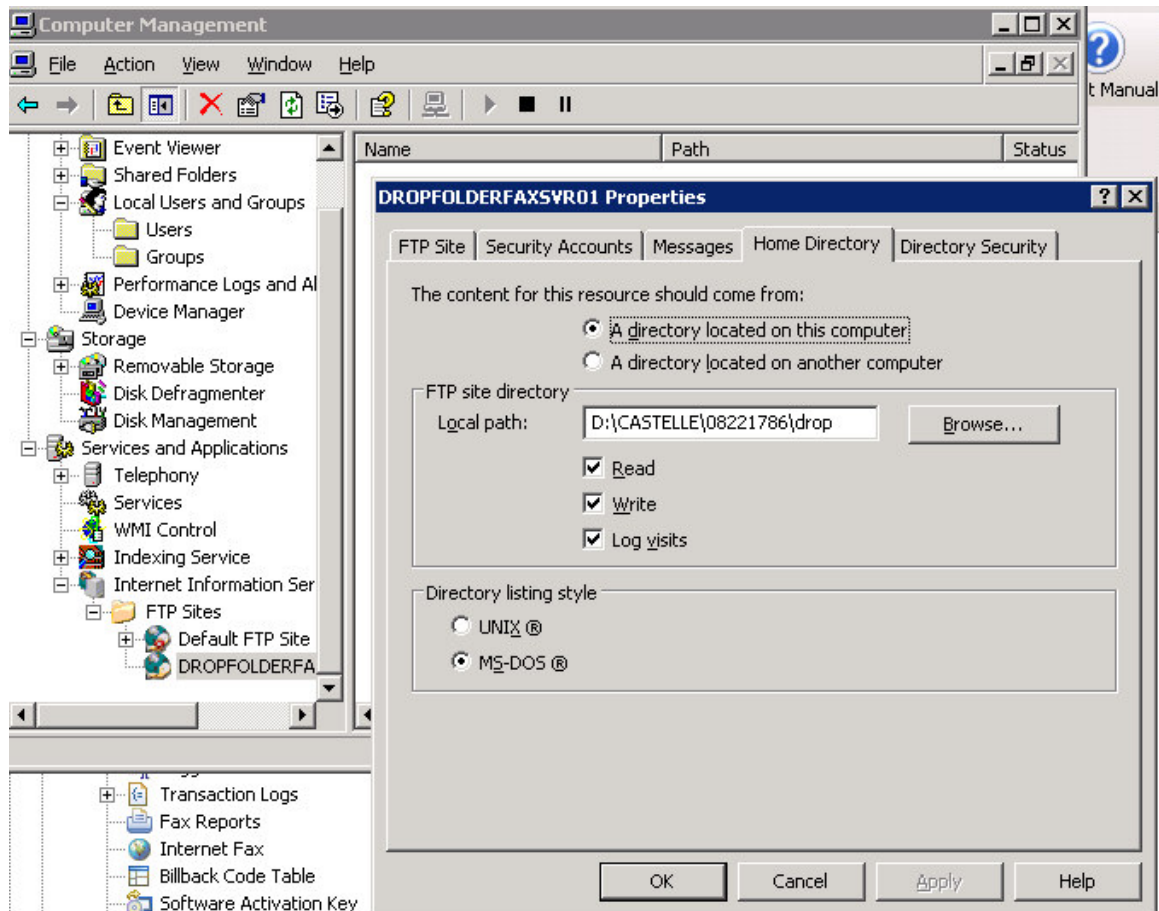 Computer Management
File Action View Window Help
t Manual
Event Viewer
Shared Folders
Local Users and Groups
Users
Groups
Performance Logs and Al
Device Manager
Storage
Removable Storage
Disk Defragmenter
Disk Management
Services and Applications
Telephony
Services
WMI Control
Indexing Service
Internet Information Ser
FTP Sites
Default FTP Site
DROPFOLDERFA
Name Path Status
DROPFOLDERFAXSVR01 Properties
FTP Site Security Accounts Messages Home Directory Directory Security
The content for this resource should come from:
A directory located on this computer
A directory located on another computer
FTP site directory
Local path: D:\CASTELLE\08221786\drop Browse...
Read
Write
Log visits
Directory listing style
UNIX ®
MS-DOS ®
OK Cancel Apply Help
Transaction Logs
Fax Reports
Internet Fax
Billback Code Table
Software Activation Key